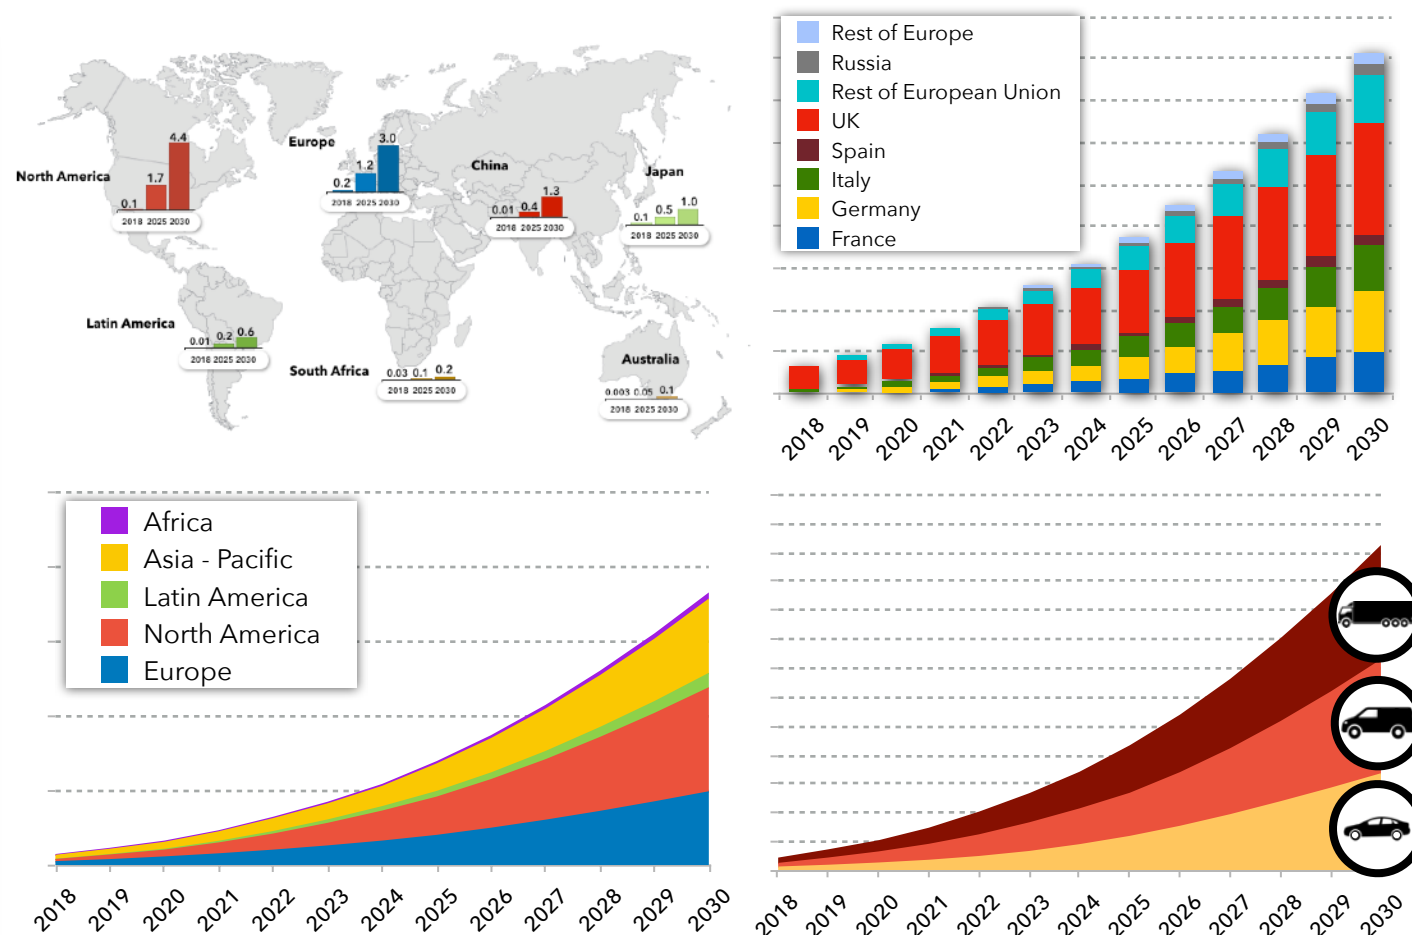 North America
0.1 1.7 4.4
2018 2025 2030
Europe
0.2 1.2 3.0
2018 2025 2030
China
0.01 0.4 1.3
2018 2025 2030
Japan
0.1 0.5 1.0
2018 2025 2030
Latin America
0.01 0.2 0.6
2018 2025 2030
South Africa
0.03 0.1 0.2
2018 2025 2030
Australia
0.003 0.05 0.1
2018 2025 2030
Rest of Europe
Russia
Rest of European Union
UK
Spain
Italy
Germany
France
2018 2019 2020 2021 2022 2023 2024 2025 2026 2027 2028 2029 2030
Africa
Asia - Pacific
Latin America
North America
Europe
2018 2019 2020 2021 2022 2023 2024 2025 2026 2027 2028 2029 2030
2018 2019 2020 2021 2022 2023 2024 2025 2026 2027 2028 2029 2030